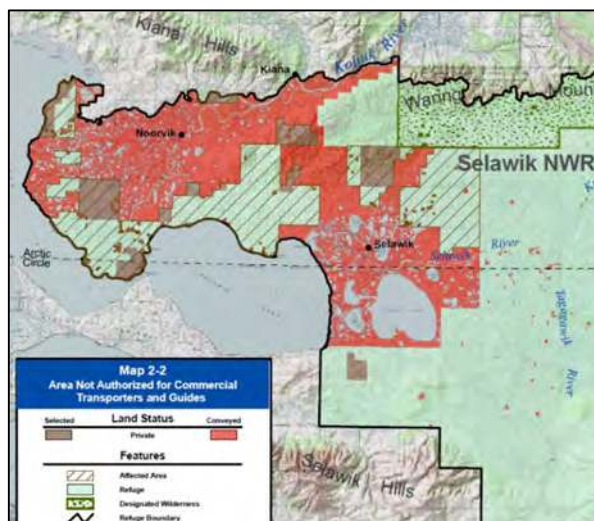 Kiana Hills
Kiana
Kobuk River
Waring Mount
Noorvik
Selawik NWR
Selawik
Selawik River
Arctic
Circle
Tagagawik River
Selawik Hills
Map 2-2
Area Not Authorized for Commercial
Transporters and Guides
Selected Land Status Conveyed
Private
Features
Affected Area
Refuge
Designated Wilderness
Refuge Boundary